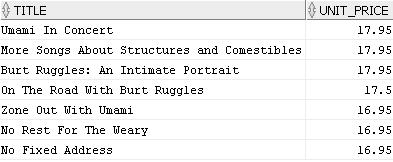 TITLE UNIT_PRICE
Umami In Concert 17.95
More Songs About Structures and Comestibles 17.95
Burt Ruggles: An Intimate Portrait 17.95
On The Road With Burt Ruggles 17.5
Zone Out With Umami 16.95
No Rest For The Weary 16.95
No Fixed Address 16.95